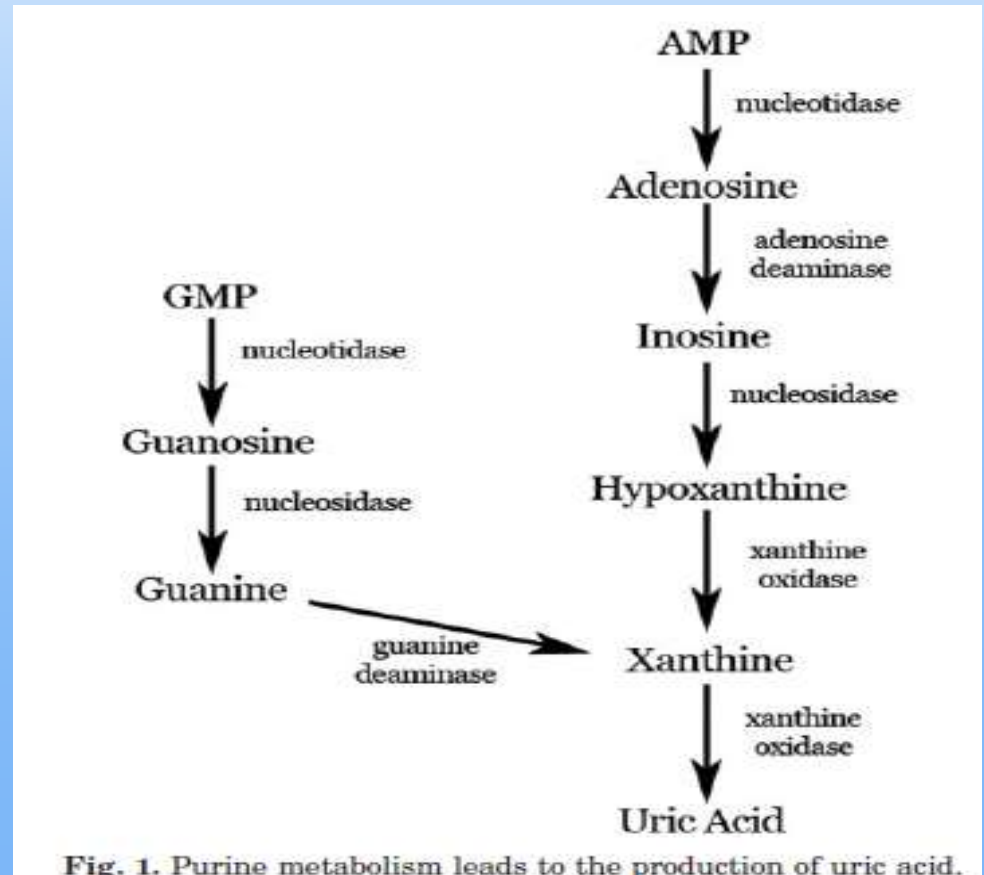 AMP
nucleotidase
Adenosine
adenosine
deaminase
GMP
Inosine
nucleotidase
nucleosidase
Guanosine
Hypoxanthine
nucleosidase
xanthine
oxidase
Guanine
guanine
deaminase
Xanthine
xanthine
oxidase
Uric Acid
Fig. 1. Purine metabolism leads to the production of uric acid.